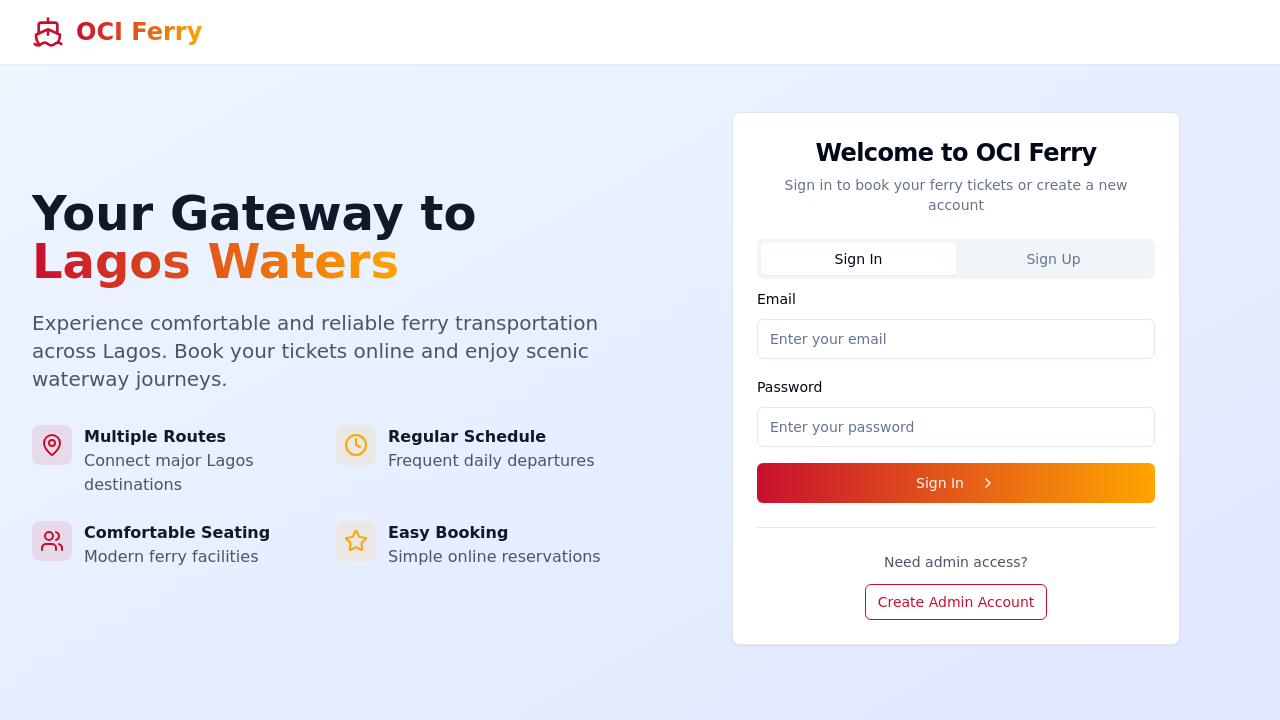 OCI Ferry
Your Gateway to
Lagos Waters
Experience comfortable and reliable ferry transportation
across Lagos. Book your tickets online and enjoy scenic
waterway journeys.
Multiple Routes
Connect major Lagos
destinations
Regular Schedule
Frequent daily departures
Comfortable Seating
Modern ferry facilities
Easy Booking
Simple online reservations
Welcome to OCI Ferry
Sign in to book your ferry tickets or create a new
account
Sign In
Sign Up
Email
Enter your email
Password
Enter your password
Sign In
Need admin access?
Create Admin Account